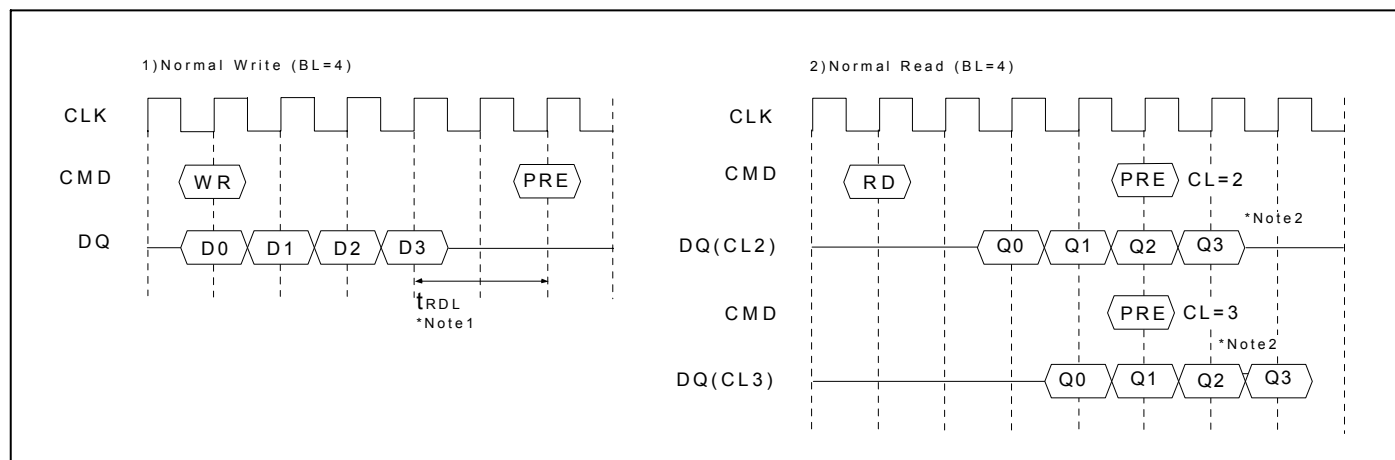 1)Normal Write (BL=4)
CLK
CMD
WR
PRE
DQ
D0 D1 D2 D3
tRDL
*Note1
2)Normal Read (BL=4)
CLK
CMD
RD
PRE CL=2
*Note2
DQ(CL2)
Q0 Q1 Q2 Q3
CMD
PRE CL=3
*Note2
DQ(CL3)
Q0 Q1 Q2 Q3